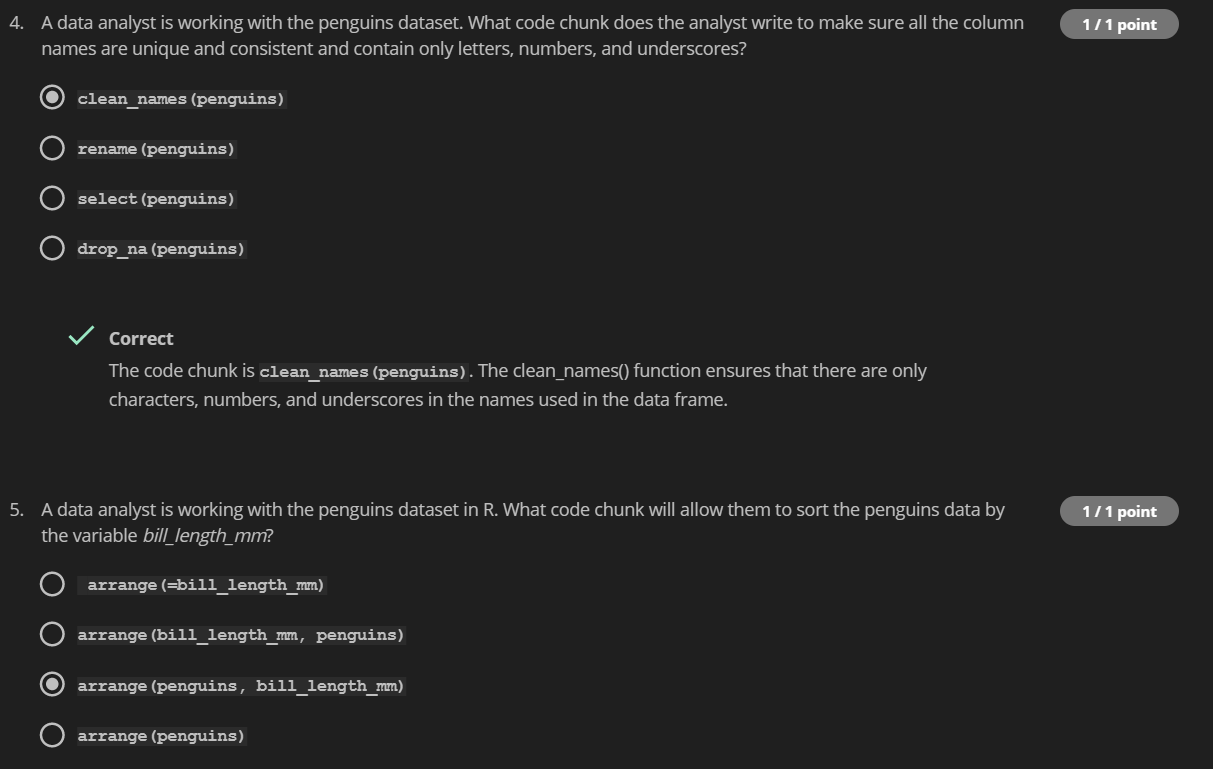 4. A data analyst is working with the penguins dataset. What code chunk does the analyst write to make sure all the column
1 / 1 point
names are unique and consistent and contain only letters, numbers, and underscores?
clean_names(penguins)
rename(penguins)
select(penguins)
drop_na(penguins)
Correct
The code chunk is clean_names(penguins). The clean_names() function ensures that there are only
characters, numbers, and underscores in the names used in the data frame.
5. A data analyst is working with the penguins dataset in R. What code chunk will allow them to sort the penguins data by
1 / 1 point
the variable bill_length_mm?
arrange(=bill_length_mm)
arrange(bill_length_mm, penguins)
arrange(penguins, bill_length_mm)
arrange(penguins)